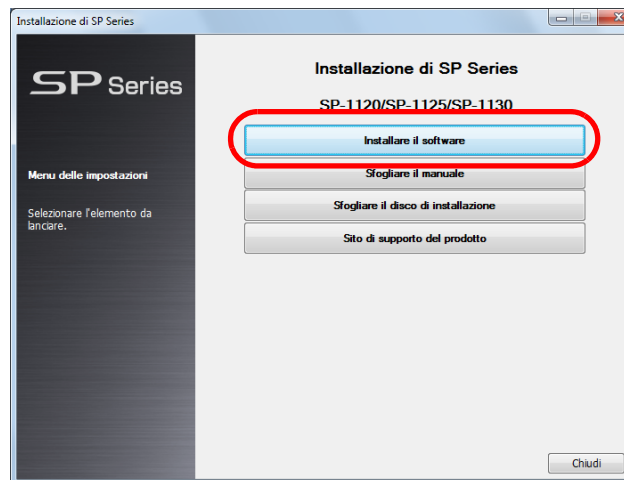 Installazione di SP Series
SP Series
Menu delle impostazioni
Selezionare l'elemento da
lanciare.
Installazione di SP Series
SP-1120/SP-1125/SP-1130
Installare il software
Sfogliare il manuale
Sfogliare il disco di installazione
Sito di supporto del prodotto
Chiudi